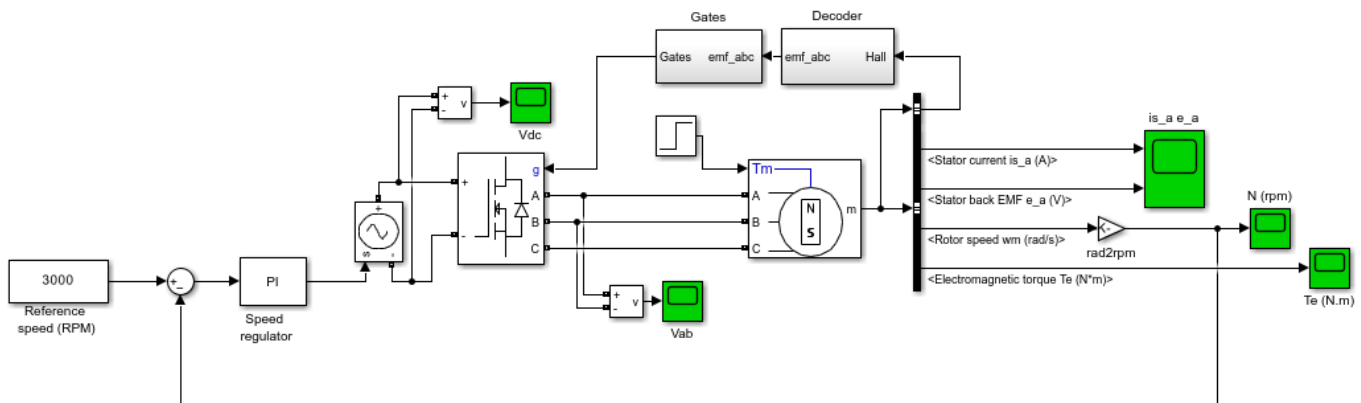 Gates
Decoder
Gates
emf_abc
emf_abc
Hall
+
-
v
Vdc
is_a e_a
<Stator current is_a (A)>
g
Tm
+
A
A
N
S
m
<Stator back EMF e_a (V)>
N (rpm)
+
B
B
-
C
C
<Rotor speed wm (rad/s)>
K-
rad2rpm
s
-
3000
+
-
PI
<Electromagnetic torque Te (N*m)>
Te (N.m)
Reference
speed (RPM)
Speed
regulator
+
-
v
Vab